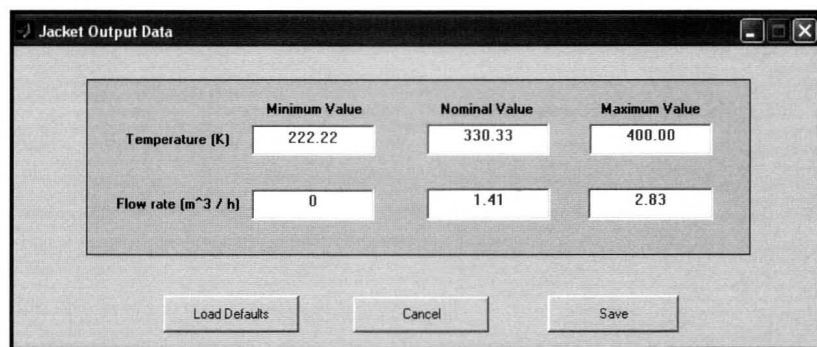 Jacket Output Data
Minimum Value Nominal Value Maximum Value
Temperature (K) 222.22 330.33 400.00
Flow rate (m^3 / h) 0 1.41 2.83
Load Defaults Cancel Save